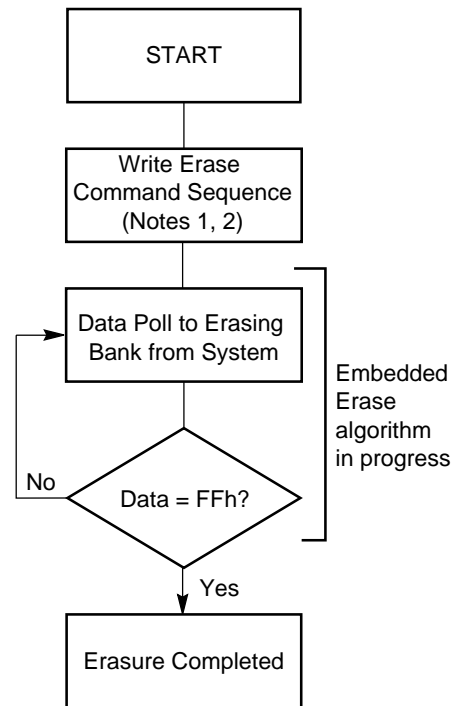 START
Write Erase
Command Sequence
(Notes 1, 2)
Data Poll to Erasing
Bank from System
Embedded
Erase
algorithm
in progress
No
Data = FFh?
Yes
Erasure Completed